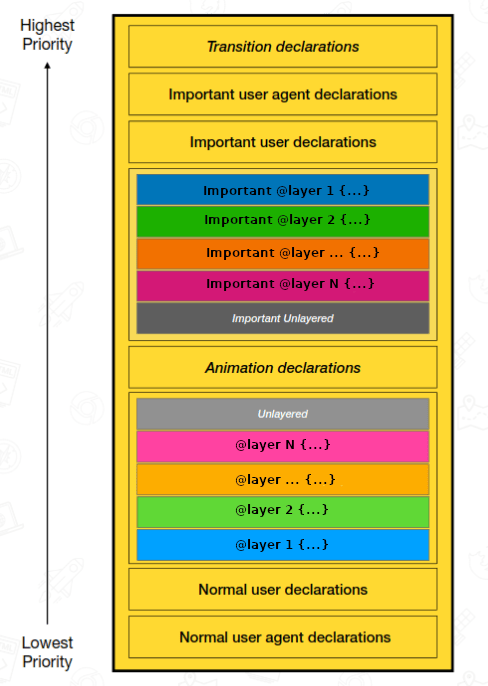 Highest
Priority
Transition declarations
Important user agent declarations
Important user declarations
Important @layer 1 {...}
Important @layer 2 {...}
Important @layer ... {...}
Important @layer N {...}
Important Unlayered
Animation declarations
Unlayered
@layer N {...}
@layer ... {...}
@layer 2 {...}
@layer 1 {...}
Normal user declarations
Normal user agent declarations
Lowest
Priority